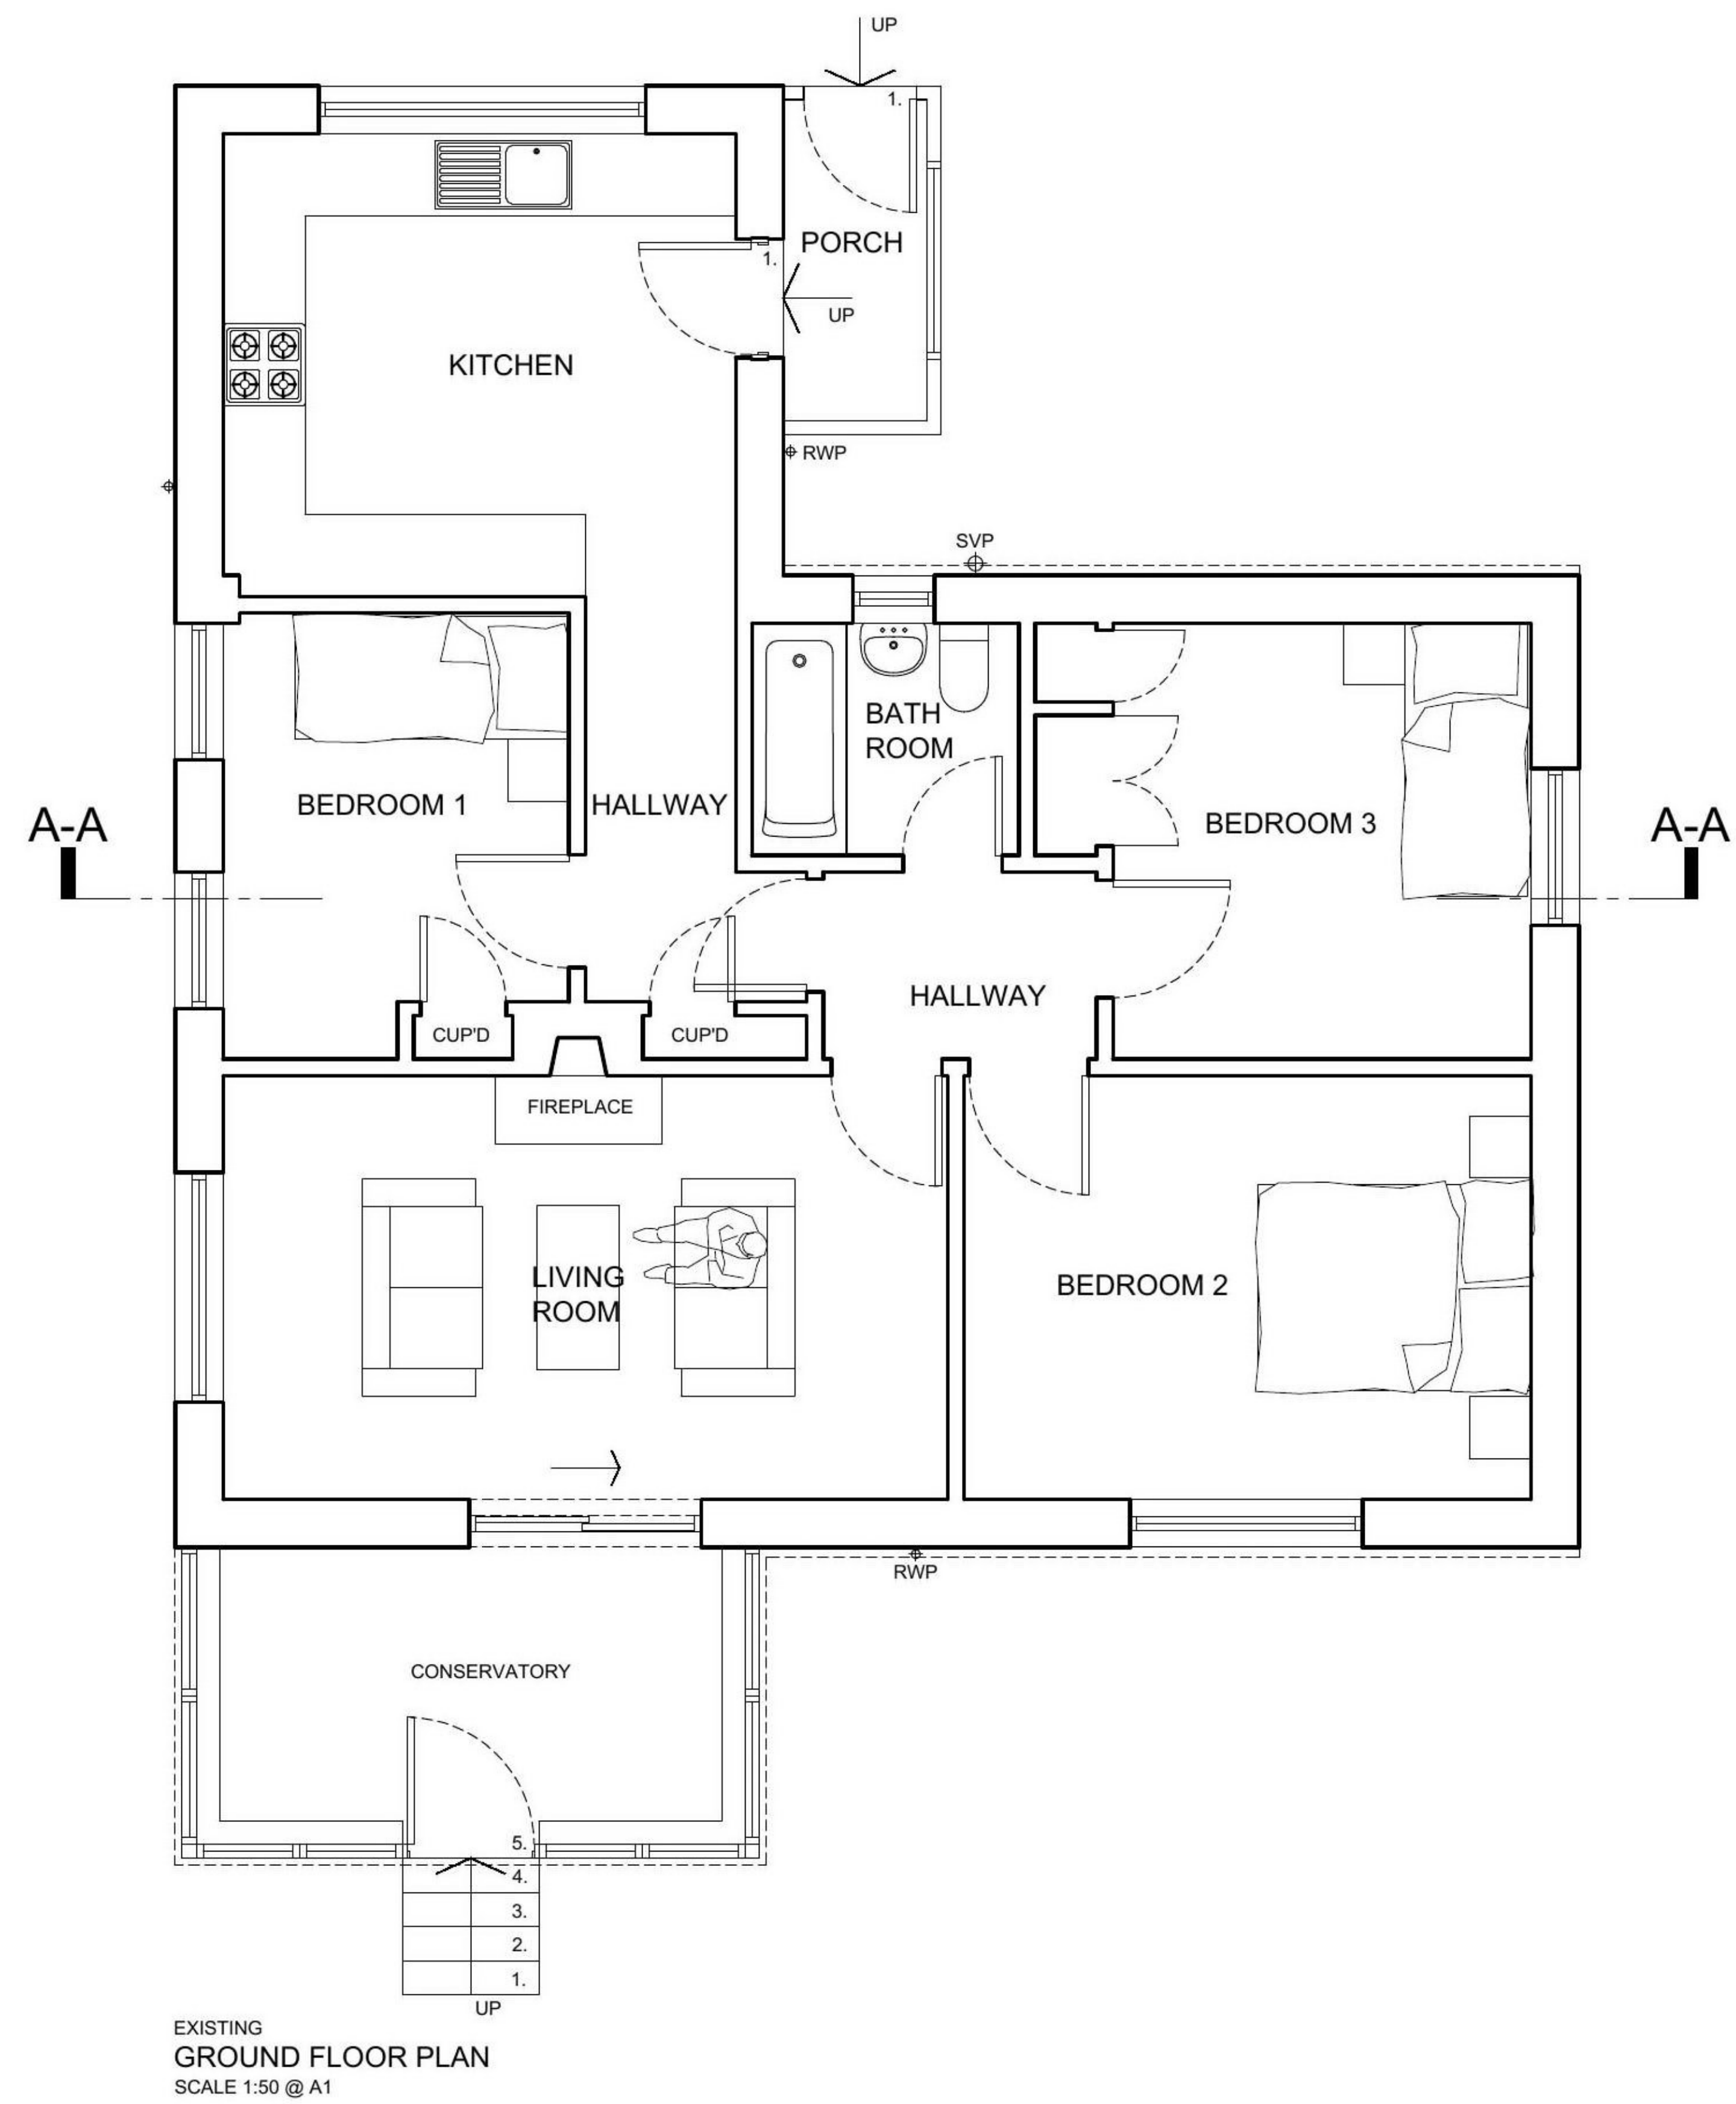 UP
1.
PORCH
1.
UP
KITCHEN
RWP
SVP
BATH
ROOM
BEDROOM 1
HALLWAY
BEDROOM 3
A-A
A-A
HALLWAY
CUP'D
CUP'D
FIREPLACE
LIVING
ROOM
BEDROOM 2
RWP
CONSERVATORY
5.
4.
3.
2.
1.
UP
EXISTING
GROUND FLOOR PLAN
SCALE 1:50 @ A1